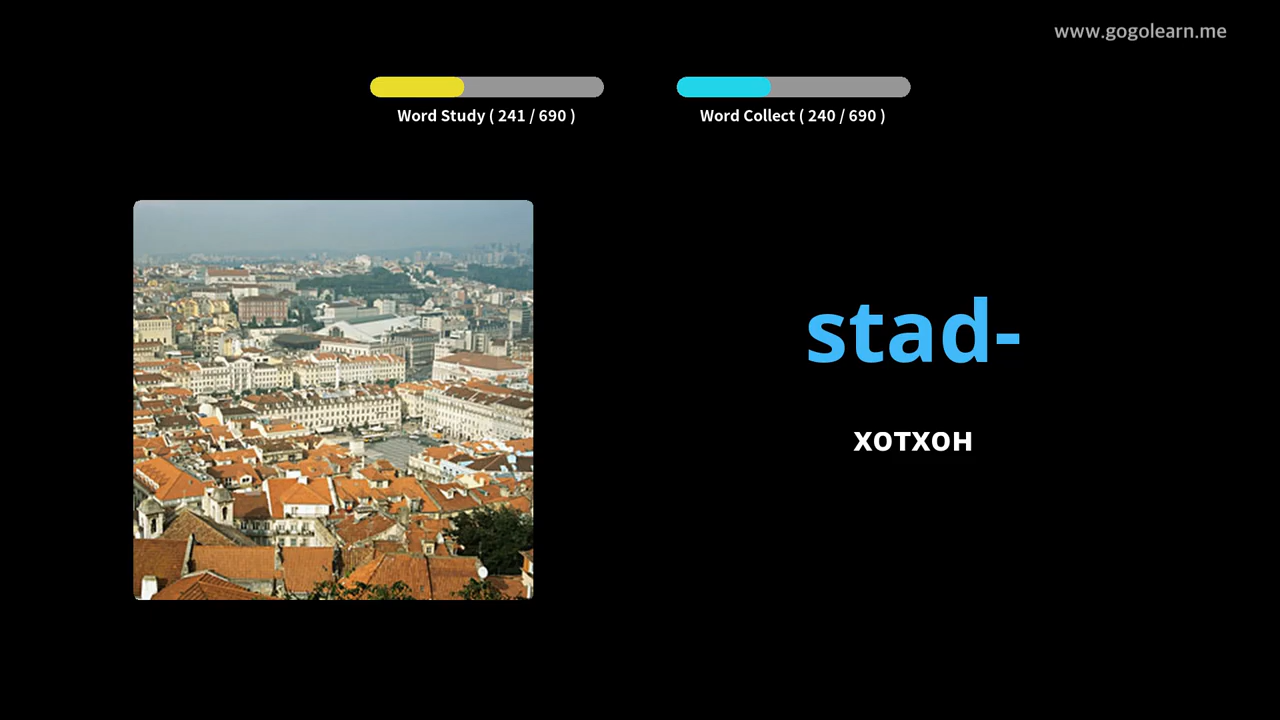 www.gogolearn.me
Word Study ( 241 / 690 )
Word Collect ( 240 / 690 )
stad-
хотхон